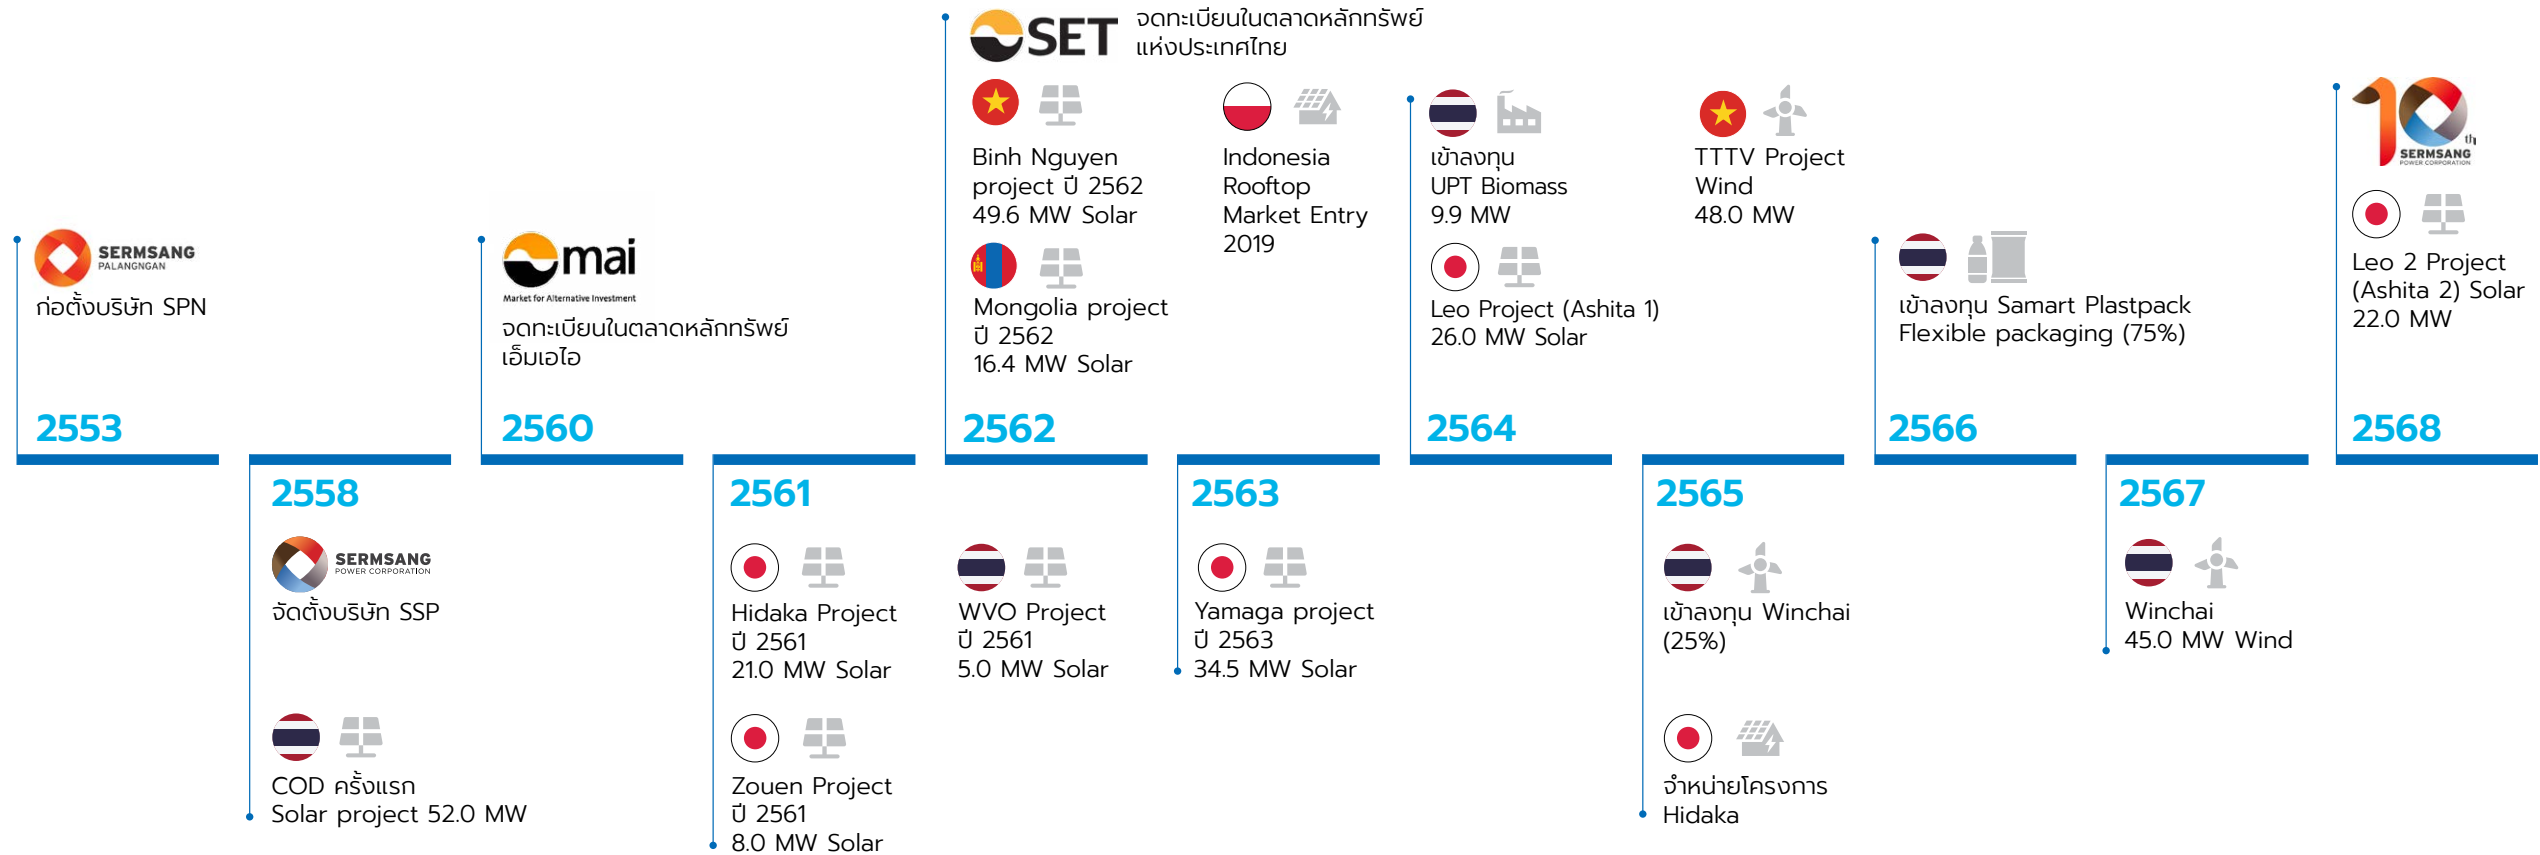 SERMSANG
PALANGNGAN
ก่อตั้งบริษัท SPN
2553
2558
SERMSANG
POWER CORPORATION
จัดตั้งบริษัท SSP
COD ครั้งแรก
Solar project 52.0 MW
mai
Market for Alternative Investment
จดทะเบียนในตลาดหลักทรัพย์
เอ็มเอไอ
2560
2561
Hidaka Project
ปี 2561
21.0 MW Solar
Zouen Project
ปี 2561
8.0 MW Solar
WVO Project
ปี 2561
5.0 MW Solar
SET
จดทะเบียนในตลาดหลักทรัพย์
แห่งประเทศไทย
Binh Nguyen
project ปี 2562
49.6 MW Solar
Mongolia project
ปี 2562
16.4 MW Solar
Indonesia
Rooftop
Market Entry
2019
2562
2563
Yamaga project
ปี 2563
34.5 MW Solar
เข้าลงทุน
UPT Biomass
9.9 MW
Leo Project (Ashita 1)
26.0 MW Solar
TTTV Project
Wind
48.0 MW
2564
2565
เข้าลงทุน Winchai
(25%)
จำหน่ายโครงการ
Hidaka
เข้าลงทุน Samart Plastpack
Flexible packaging (75%)
2566
2567
Winchai
45.0 MW Wind
10th
SERMSANG
POWER CORPORATION
Leo 2 Project
(Ashita 2) Solar
22.0 MW
2568